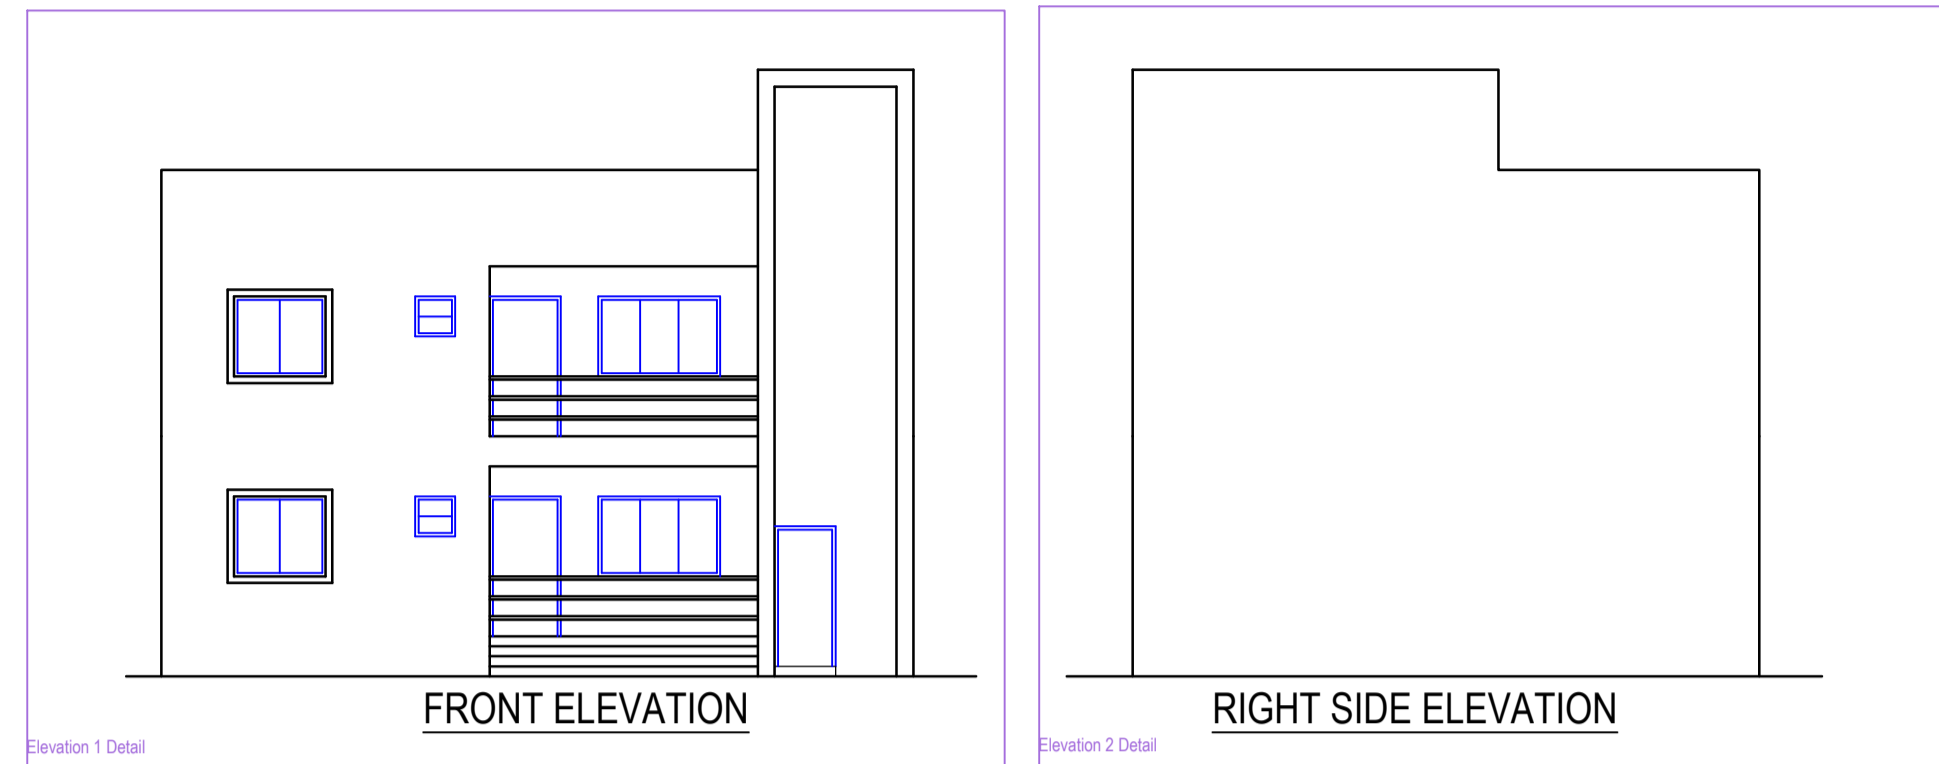 FRONT ELEVATION
Elevation 1 Detail
RIGHT SIDE ELEVATION
Elevation 2 Detail